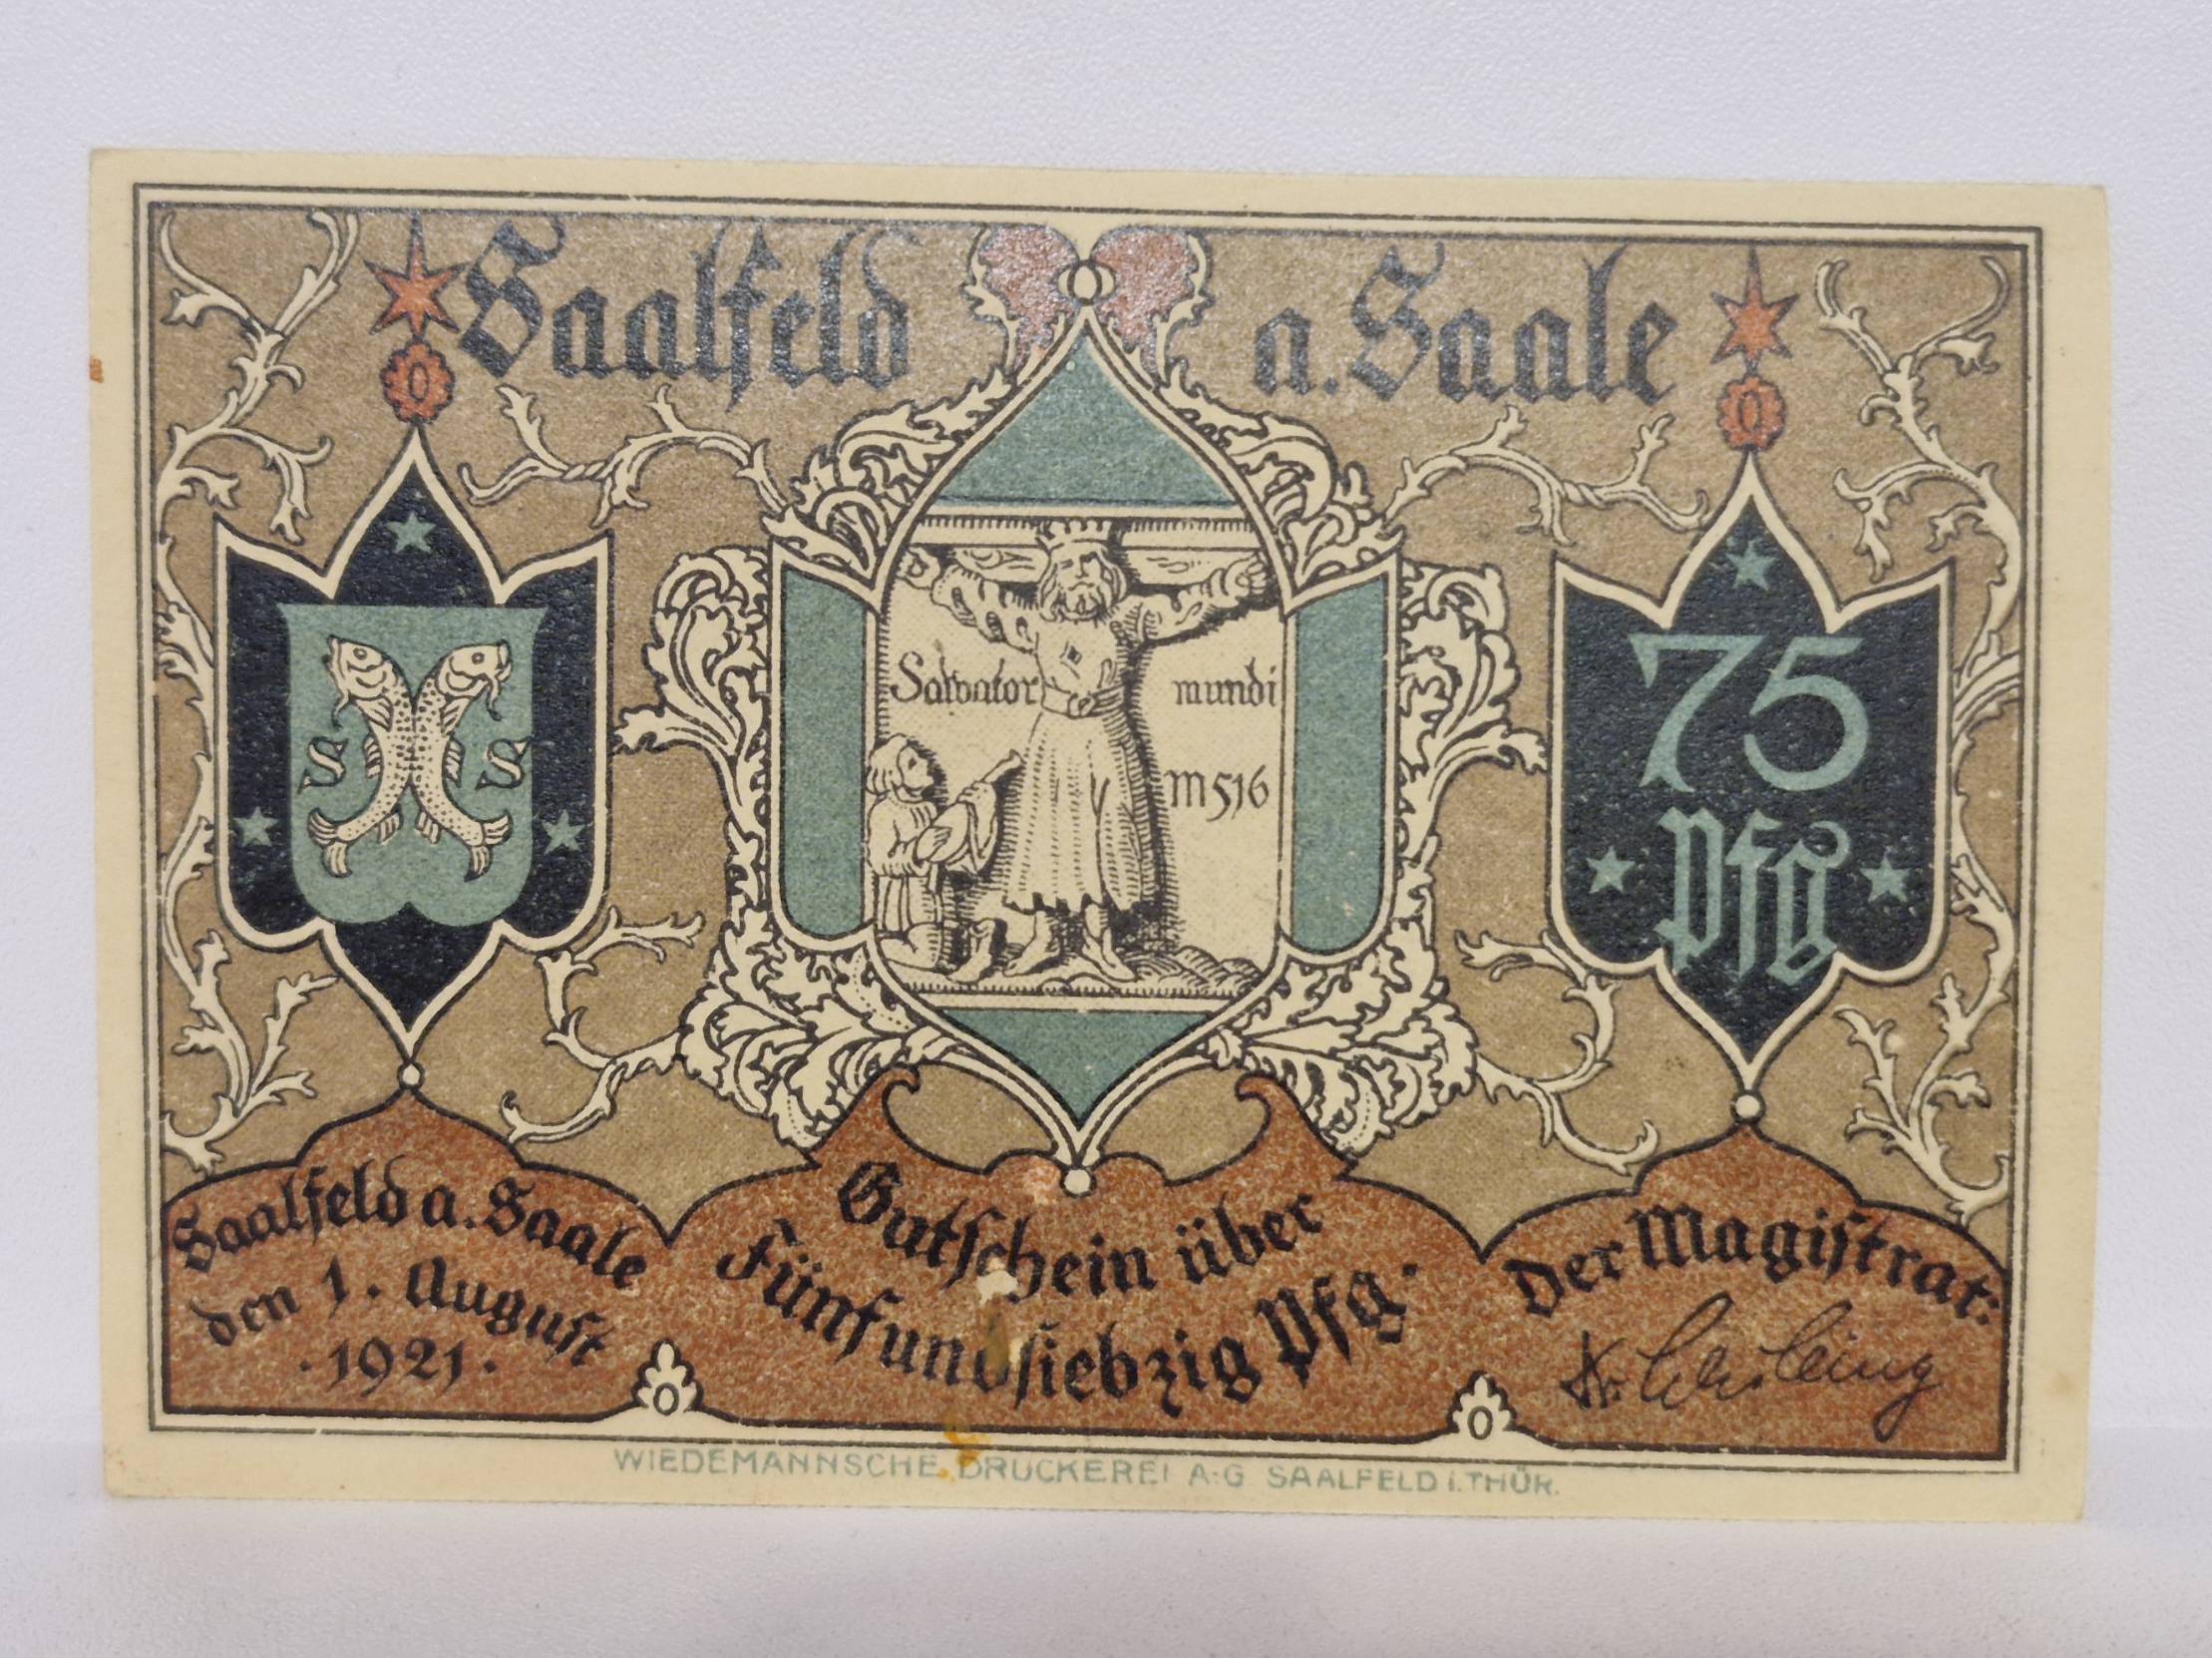 Saalfeld a. Saale
S S
Salvator mundi
m516
75
Pfg
Saalfeld a. Saale
den 1. August
·1921·
Gutschein über
Fünfundsiebzig Pfg.
Der Magistrat:
WIEDEMANNSCHE DRUCKEREI A:G SAALFELD i. THÜR.